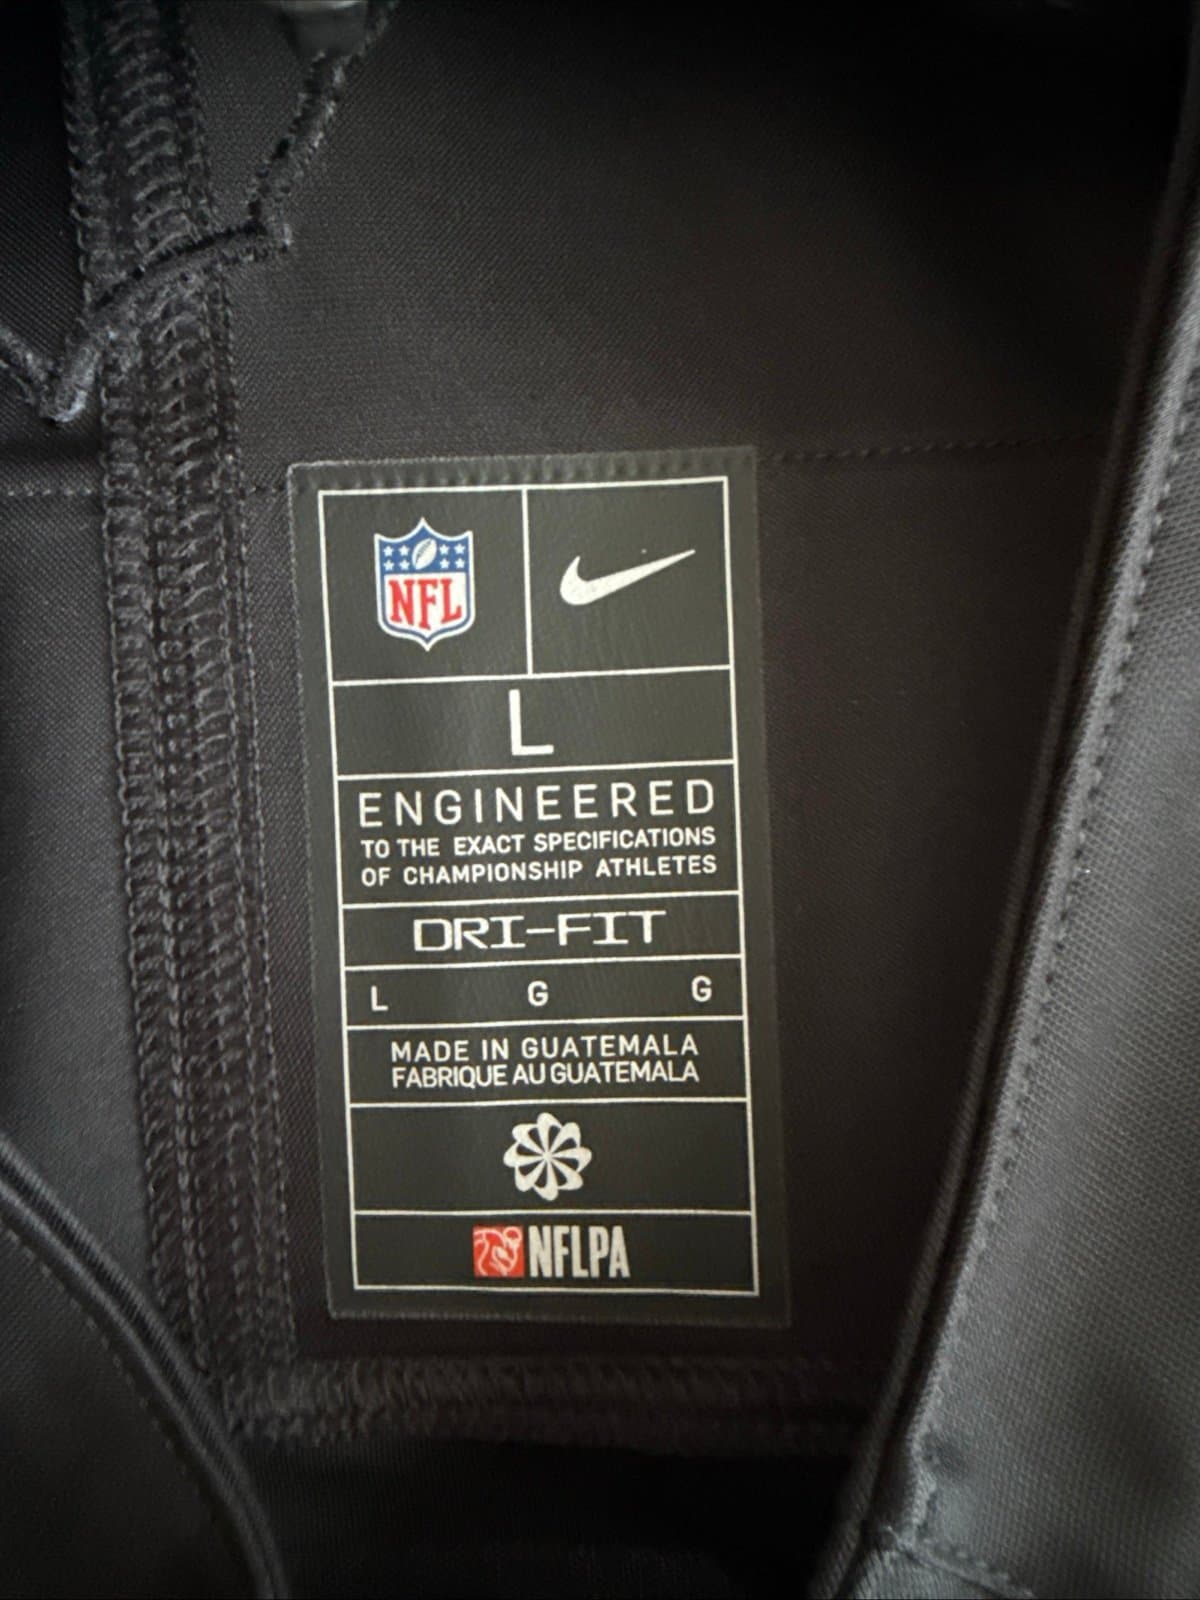 NFL
L
ENGINEERED
TO THE EXACT SPECIFICATIONS
OF CHAMPIONSHIP ATHLETES
DRI-FIT
L G G
MADE IN GUATEMALA
FABRIQUE AU GUATEMALA
NFLPA